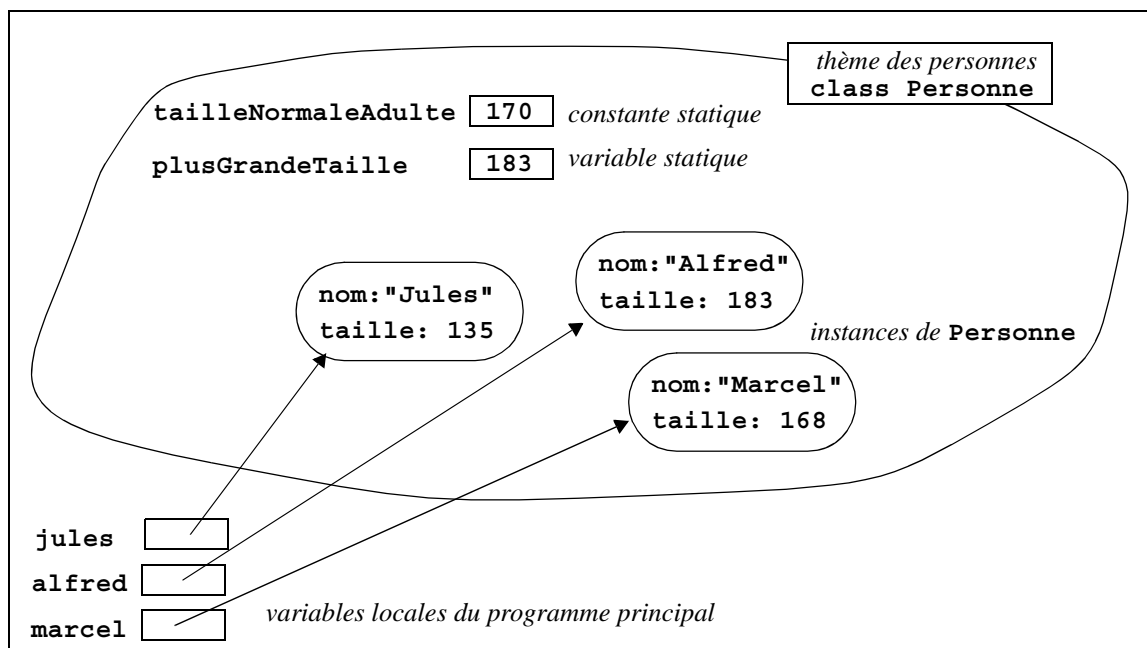 thème des personnes
class Personne
tailleNormaleAdulte 170 constante statique
plusGrandeTaille 183 variable statique
nom:"Alfred"
taille: 183
nom:"Jules"
taille: 135
instances de Personne
nom:"Marcel"
taille: 168
jules
alfred
marcel
variables locales du programme principal